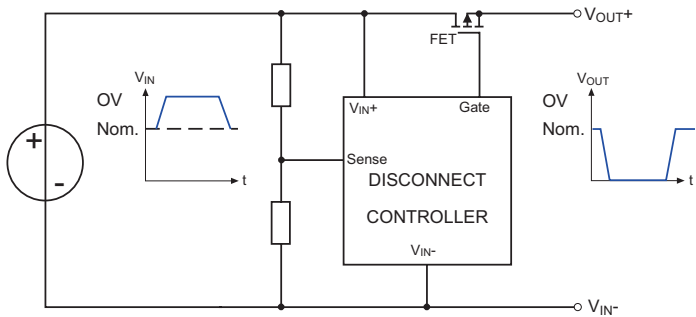 VOUT+
FET
VIN
OV
Nom.
t
+
-
VIN+
Gate
Sense
DISCONNECT
CONTROLLER
VIN-
VOUT
OV
Nom.
t
VIN-